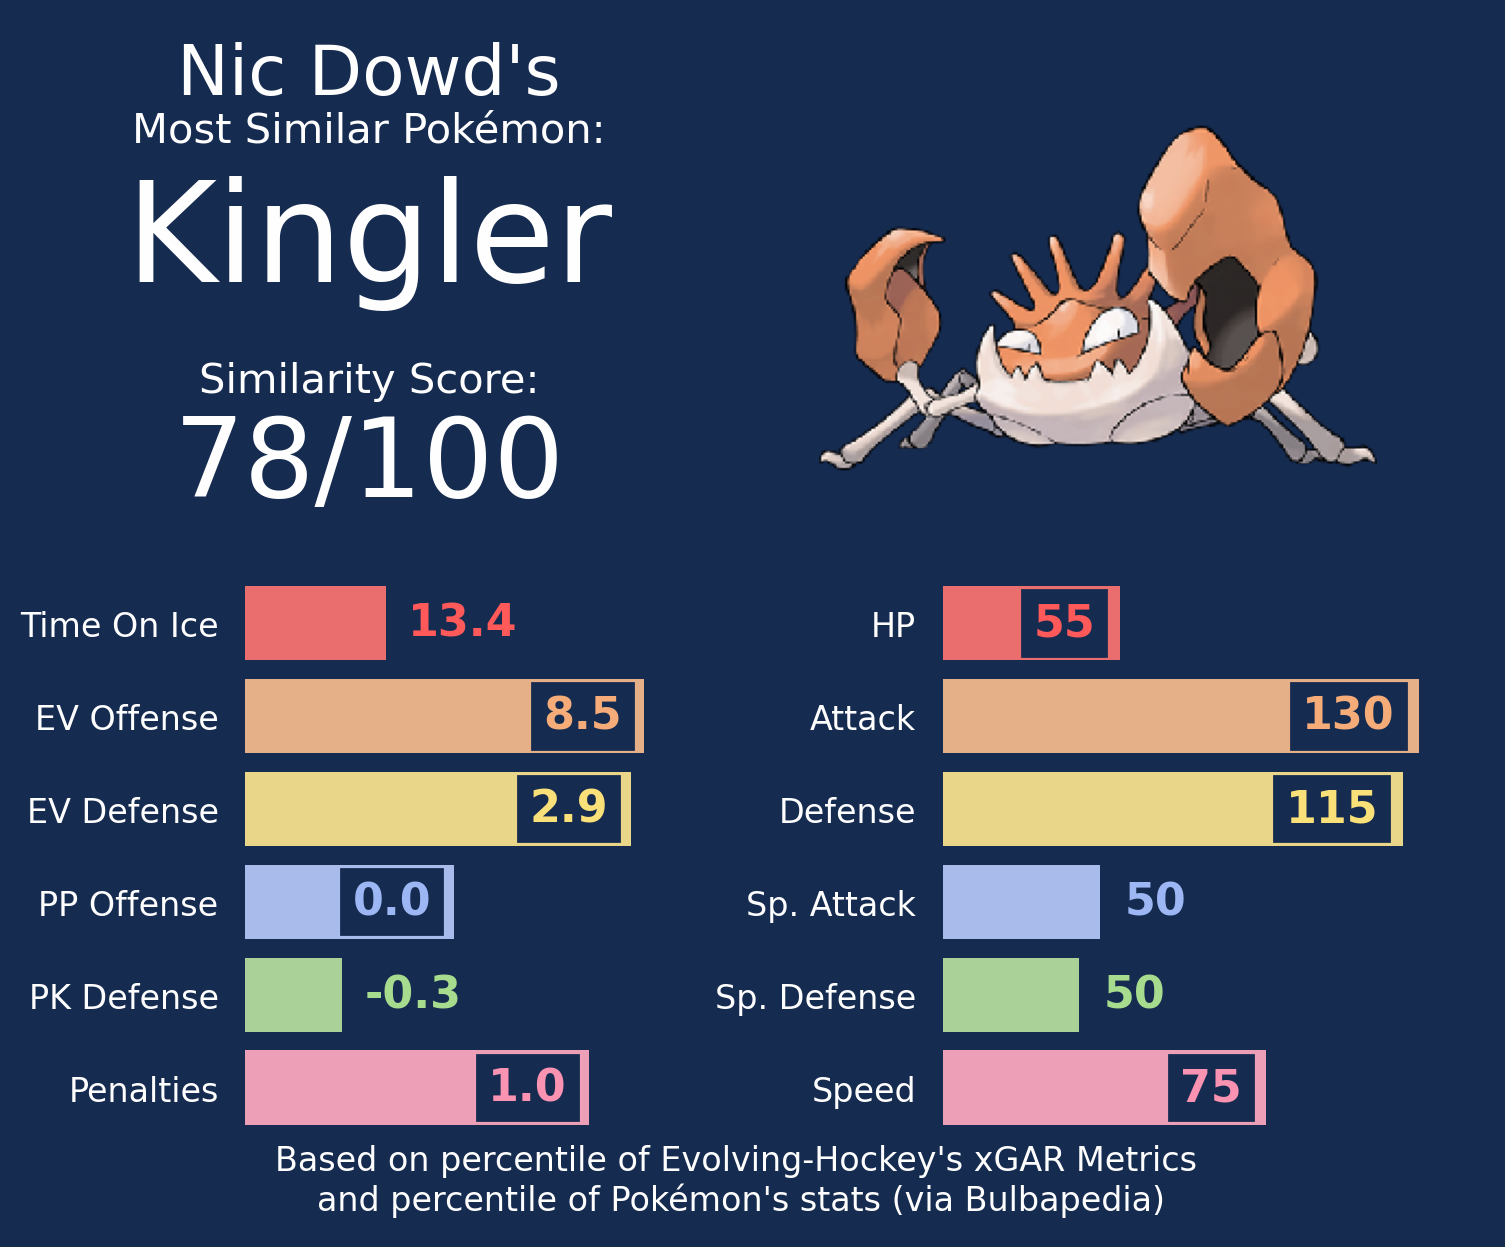 Nic Dowd's
Most Similar Pokémon:
Kingler
Similarity Score:
78/100
Time On Ice 13.4
EV Offense 8.5
EV Defense 2.9
PP Offense 0.0
PK Defense -0.3
Penalties 1.0
HP 55
Attack 130
Defense 115
Sp. Attack 50
Sp. Defense 50
Speed 75
Based on percentile of Evolving-Hockey's xGAR Metrics
and percentile of Pokémon's stats (via Bulbapedia)